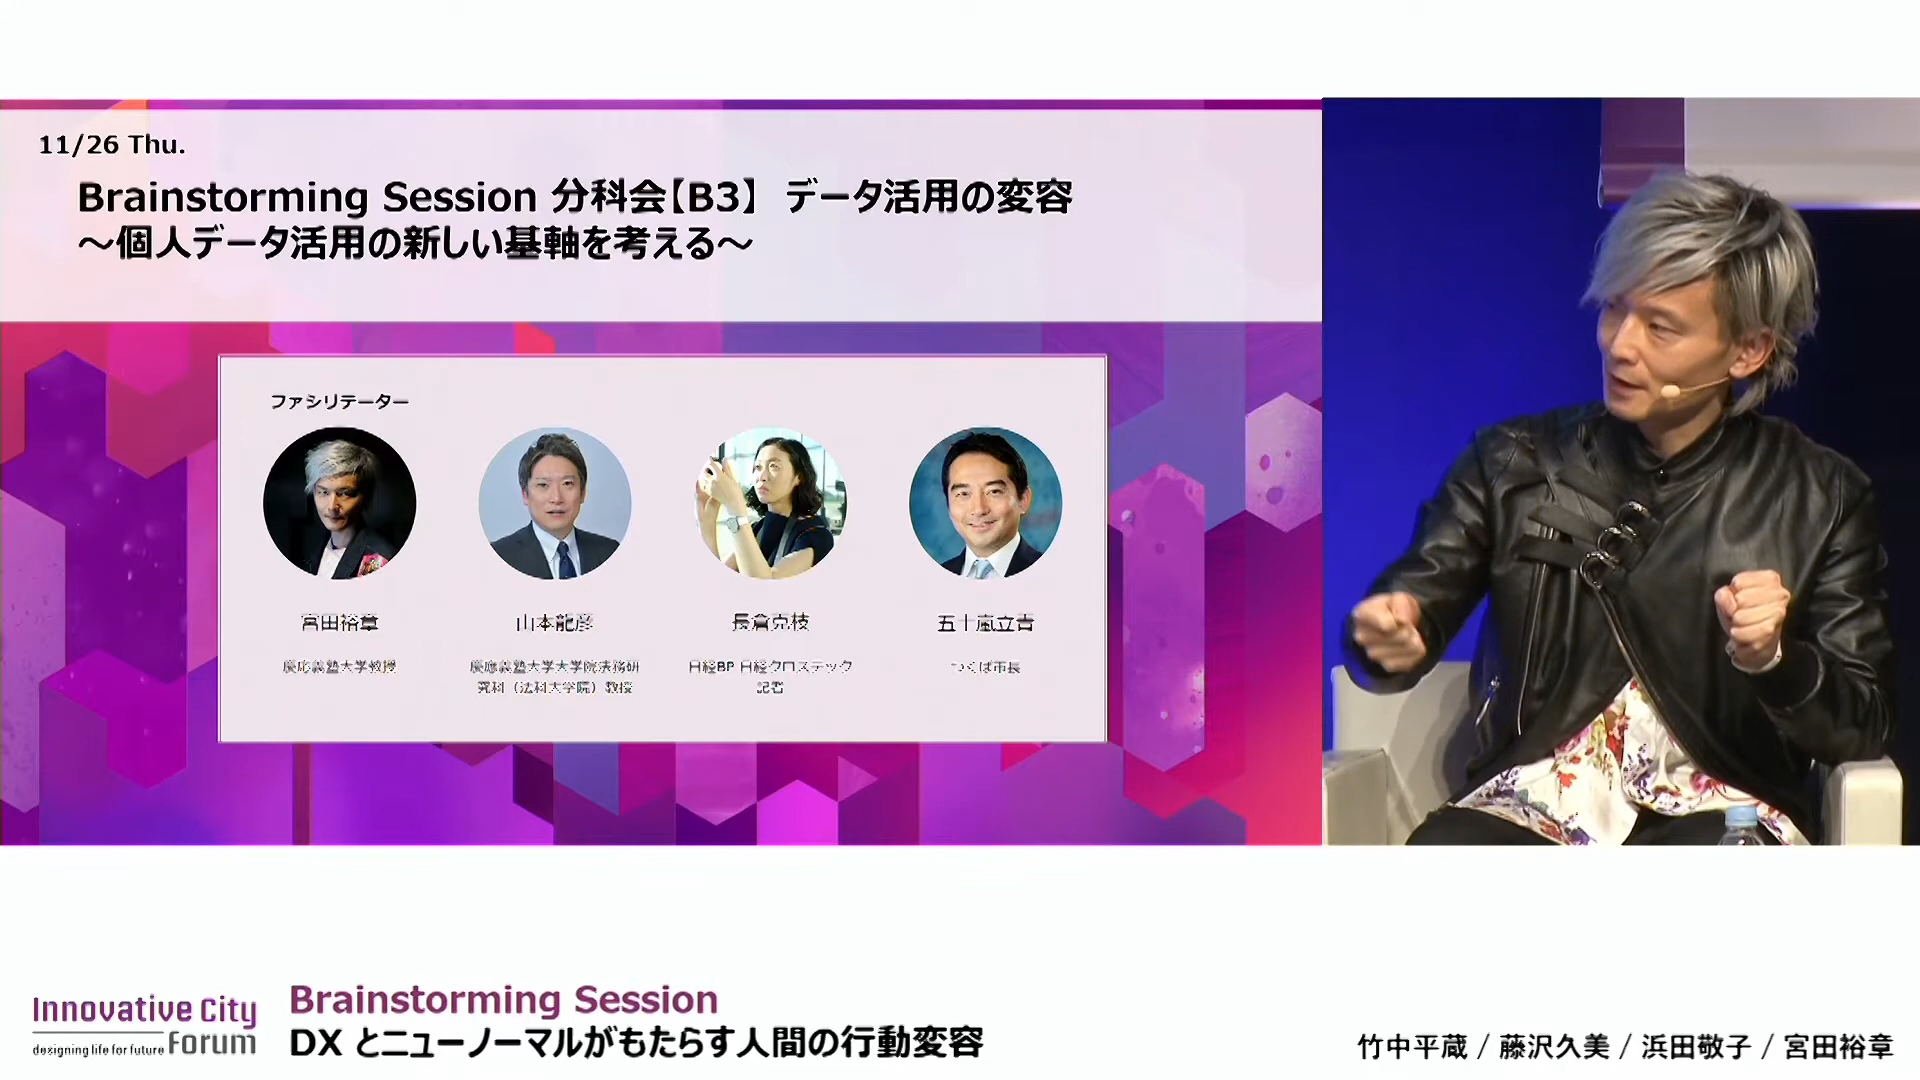 11/26 Thu.
Brainstorming Session 分科会【B3】 データ活用の変容
～個人データ活用の新しい基軸を考える～
ファシリテーター
宮田裕章
山本龍彦
長倉克枝
五十嵐立青
慶応義塾大学教授
慶應義塾大学大学院法務研
究科（法科大学院）教授
日経BP 日経クロステック
記者
つくば市長
Innovative City
Forum
designing life for future
Brainstorming Session
DX とニューノーマルがもたらす人間の行動変容
竹中平蔵 / 藤沢久美 / 浜田敬子 / 宮田裕章